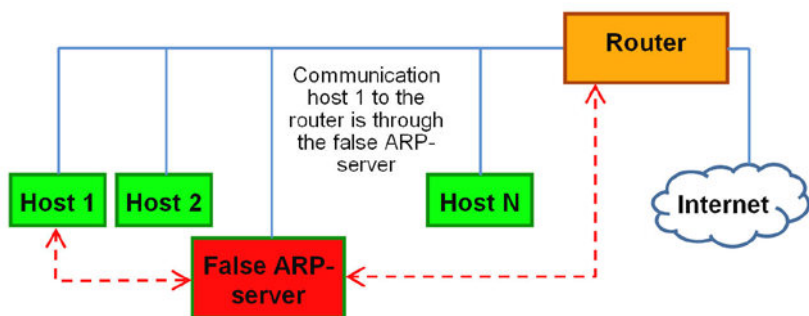 Router
Communication
host 1 to the
router is through
the false ARP-
server
Host 1
Host 2
Host N
Internet
False ARP-
server